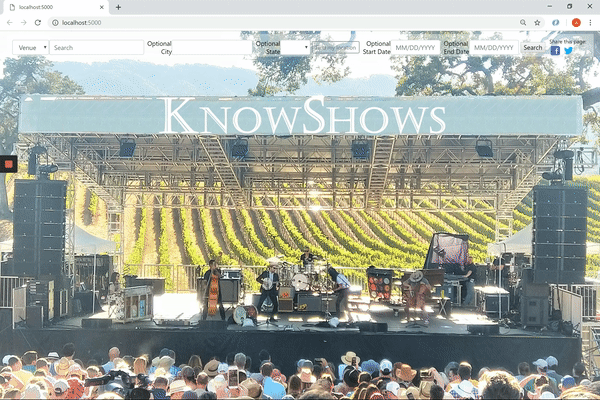 localhost:5000
localhost:5000
Venue Search Optional City Optional State Optional Start Date MM/DD/YYYY Optional End Date MM/DD/YYYY Search Share this page:
KNOWSHOWS